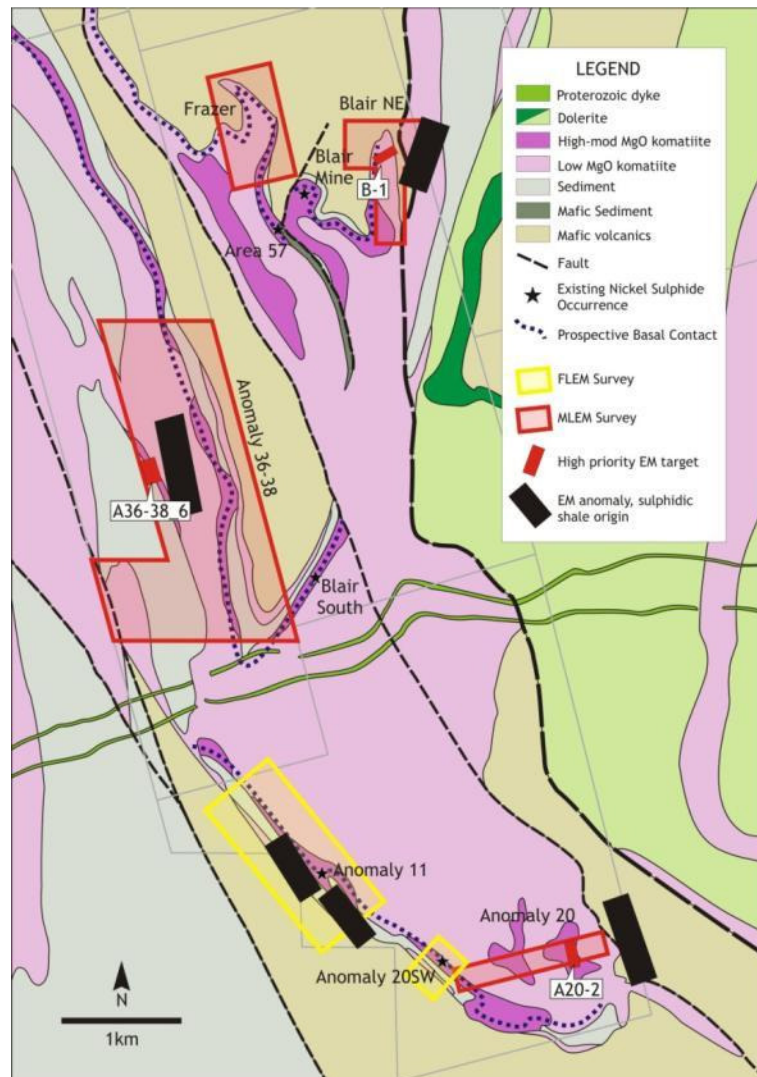 Frazer
Blair NE
Blair
Mine
B-1
Area 57
LEGEND
Proterozoic dyke
Dolerite
High-mod MgO komatiite
Low MgO komatiite
Sediment
Mafic Sediment
Mafic volcanics
Fault
Existing Nickel Sulphide
Occurrence
Prospective Basal Contact
FLEM Survey
MLEM Survey
High priority EM target
EM anomaly, sulphidic
shale origin
Anomaly 36-38
A36-38_6
Blair
South
Anomaly 11
Anomaly 20
Anomaly 20SW
A20-2
N
1km